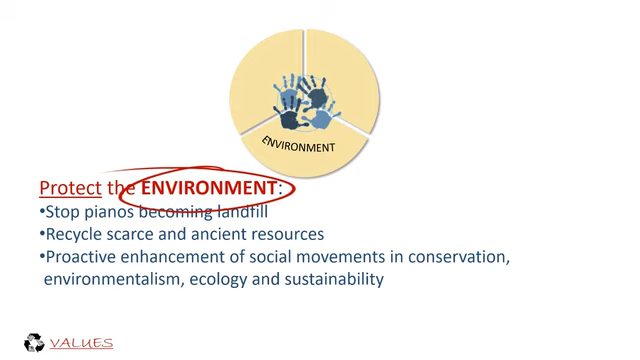 ENVIRONMENT
Protect the ENVIRONMENT:
•Stop pianos becoming landfill
•Recycle scarce and ancient resources
•Proactive enhancement of social movements in conservation,
environmentalism, ecology and sustainability
VALUES